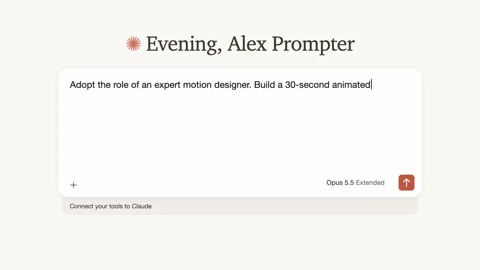 Evening, Alex Prompter
Adopt the role of an expert motion designer. Build a 30-second animated
Opus 5.5 Extended
Connect your tools to Claude